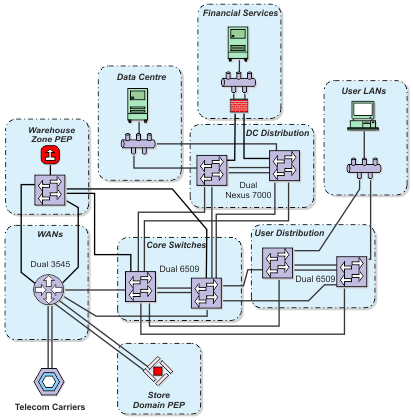 Financial Services
Data Centre
User LANs
Warehouse
Zone PEP
DC Distribution
Dual
Nexus 7000
WANs
Dual 3545
Core Switches
Dual 6509
User Distribution
Dual 6509
Telecom Carriers
Store
Domain PEP